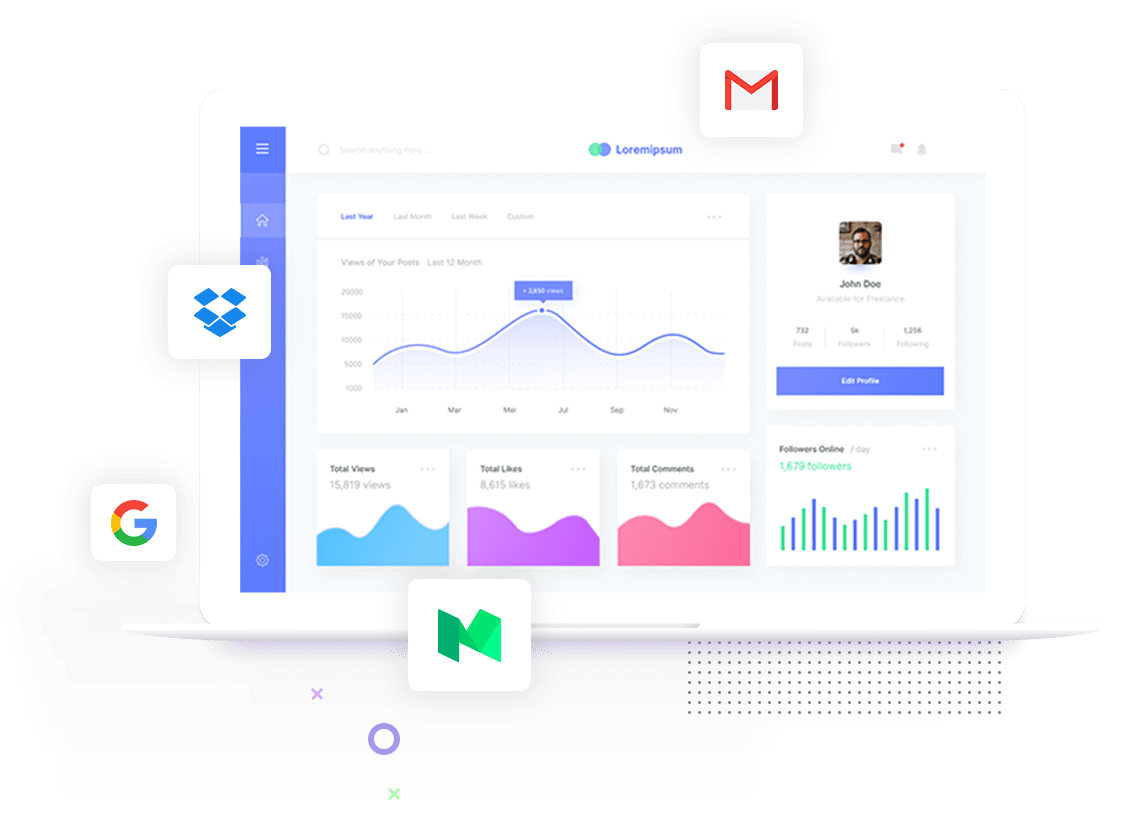 Search anything here ...
Loremipsum
Last Year Last Month Last Week Custom
Views of Your Posts Last 12 Month
20000
15000
10000
5000
1000
+ 3,850 views
Jan Mar Mei Jul Sep Nov
John Doe
Available for Freelance
732 5k 1,256
Posts Followers Following
Edit Profile
Total Views
15,819 views
Total Likes
8,615 likes
Total Comments
1,673 comments
Followers Online / day
1,679 followers